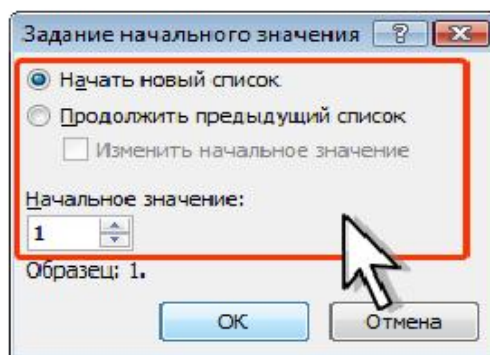 Задание начального значения
Начать новый список
Продолжить предыдущий список
Изменить начальное значение
Начальное значение:
1
Образец: 1.
ОК Отмена